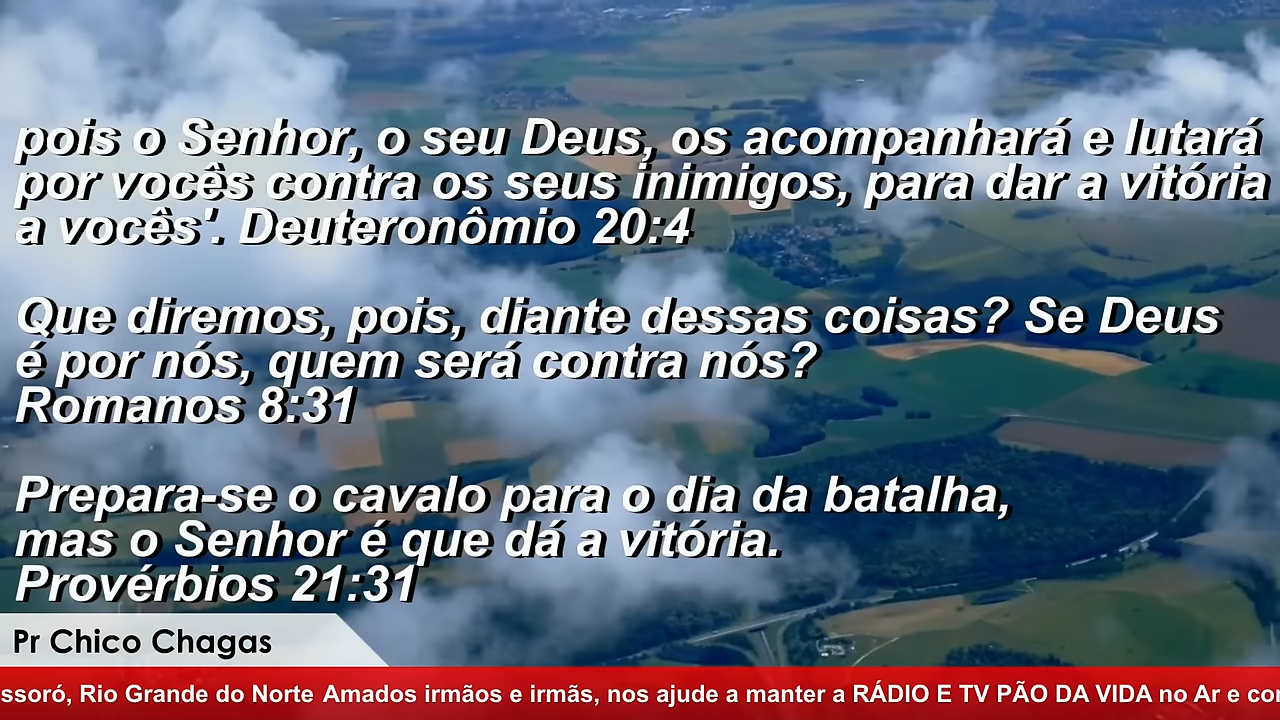 pois o Senhor, o seu Deus, os acompanhará e lutará
por vocês contra os seus inimigos, para dar a vitória
a vocês'. Deuteronômio 20:4
Que diremos, pois, diante dessas coisas? Se Deus
é por nós, quem será contra nós?
Romanos 8:31
Prepara-se o cavalo para o dia da batalha,
mas o Senhor é que dá a vitória.
Provérbios 21:31
Pr Chico Chagas
ssoró, Rio Grande do Norte Amados irmãos e irmãs, nos ajude a manter a RÁDIO E TV PÃO DA VIDA no Ar e